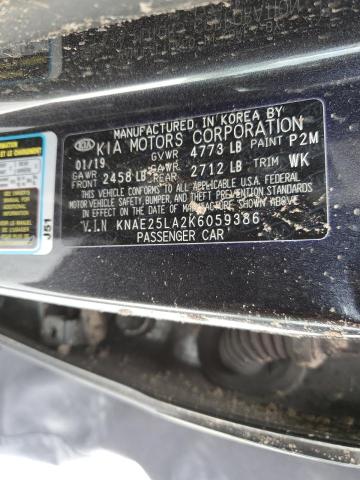 MANUFACTURED IN KOREA BY
KIA KIA MOTORS CORPORATION
01/19 GVWR 4773 LB PAINT P2M
GAWR FRONT 2458 LB GAWR REAR 2712 LB TRIM WK
THIS VEHICLE CONFORMS TO ALL APPLICABLE FEDERAL
MOTOR VEHICLE SAFETY, BUMPER, AND THEFT PREVENTION STANDARDS
IN EFFECT ON THE DATE OF MANUFACTURE SHOWN ABOVE
V.I.N KNAE25LA2K6059386
PASSENGER CAR
J51